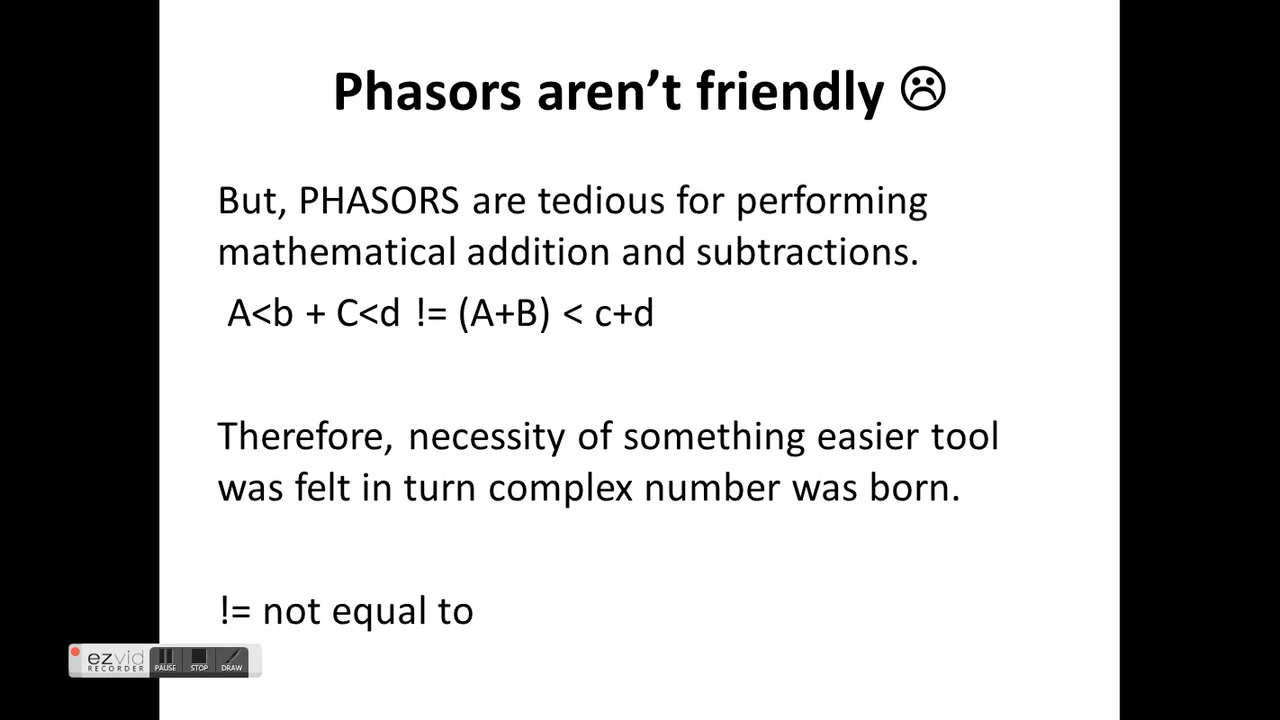 Phasors aren’t friendly ☹
But, PHASORS are tedious for performing
mathematical addition and subtractions.
A<b + C<d != (A+B) < c+d
Therefore, necessity of something easier tool
was felt in turn complex number was born.
!= not equal to
ezvid
RECORDER
PAUSE
STOP
DRAW